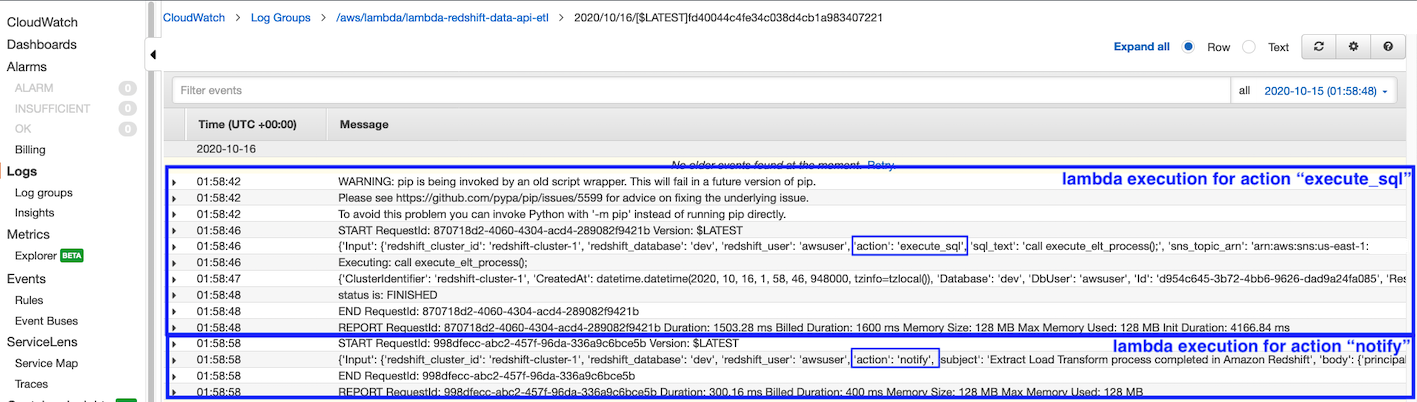 CloudWatch
Dashboards
Alarms
ALARM 0
INSUFFICIENT 0
OK 0
Billing
Logs
Log groups
Insights
Metrics
Explorer BETA
Events
Rules
Event Buses
ServiceLens
Service Map
Traces
CloudWatch > Log Groups > /aws/lambda/lambda-redshift-data-api-etl > 2020/10/16/[$LATEST]fd40044c4fe34c038d4cb1a983407221
Expand all Row Text
Filter events all 2020-10-15 (01:58:48)
Time (UTC +00:00) Message
2020-10-16
No older events found at the moment. Retry.
lambda execution for action “execute_sql”
01:58:42 WARNING: pip is being invoked by an old script wrapper. This will fail in a future version of pip.
01:58:42 Please see https://github.com/pypa/pip/issues/5599 for advice on fixing the underlying issue.
01:58:42 To avoid this problem you can invoke Python with '-m pip' instead of running pip directly.
01:58:46 START RequestId: 870718d2-4060-4304-acd4-289082f9421b Version: $LATEST
01:58:46 {'Input': {'redshift_cluster_id': 'redshift-cluster-1', 'redshift_database': 'dev', 'redshift_user': 'awsuser', 'action': 'execute_sql', 'sql_text': 'call execute_elt_process();', 'sns_topic_arn': 'arn:aws:sns:us-east-1:
01:58:46 Executing: call execute_elt_process();
01:58:47 {'ClusterIdentifier': 'redshift-cluster-1', 'CreatedAt': datetime.datetime(2020, 10, 16, 1, 58, 46, 948000, tzinfo=tzlocal()), 'Database': 'dev', 'DbUser': 'awsuser', 'Id': 'd954c645-3b72-4bb6-9626-dad9a24fa085', 'Res
01:58:48 status is: FINISHED
01:58:48 END RequestId: 870718d2-4060-4304-acd4-289082f9421b
01:58:48 REPORT RequestId: 870718d2-4060-4304-acd4-289082f9421b Duration: 1503.28 ms Billed Duration: 1600 ms Memory Size: 128 MB Max Memory Used: 128 MB Init Duration: 4166.84 ms
01:58:58 START RequestId: 998dfecc-abc2-457f-96da-336a9c6bce5b Version: $LATEST
lambda execution for action “notify”
01:58:58 {'Input': {'redshift_cluster_id': 'redshift-cluster-1', 'redshift_database': 'dev', 'redshift_user': 'awsuser', 'action': 'notify', 'subject': 'Extract Load Transform process completed in Amazon Redshift', 'body': {'principa
01:58:58 END RequestId: 998dfecc-abc2-457f-96da-336a9c6bce5b
01:58:58 REPORT RequestId: 998dfecc-abc2-457f-96da-336a9c6bce5b Duration: 300.16 ms Billed Duration: 400 ms Memory Size: 128 MB Max Memory Used: 128 MB